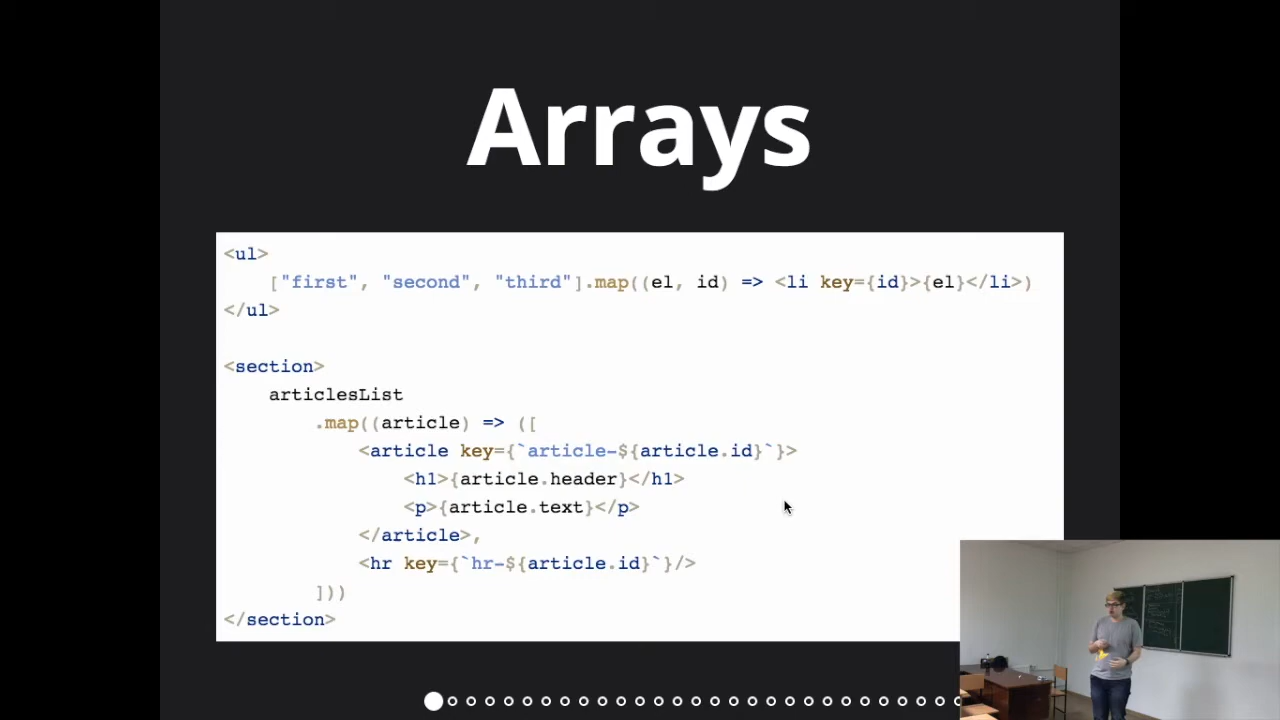 Arrays
<ul>
    ["first", "second", "third"].map((el, id) => <li key={id}>{el}</li>)
</ul>
<section>
    articlesList
        .map((article) => ([
            <article key={`article-${article.id}`}>
                <h1>{article.header}</h1>
                <p>{article.text}</p>
            </article>,
            <hr key={`hr-${article.id}`}/>
        ]))
</section>